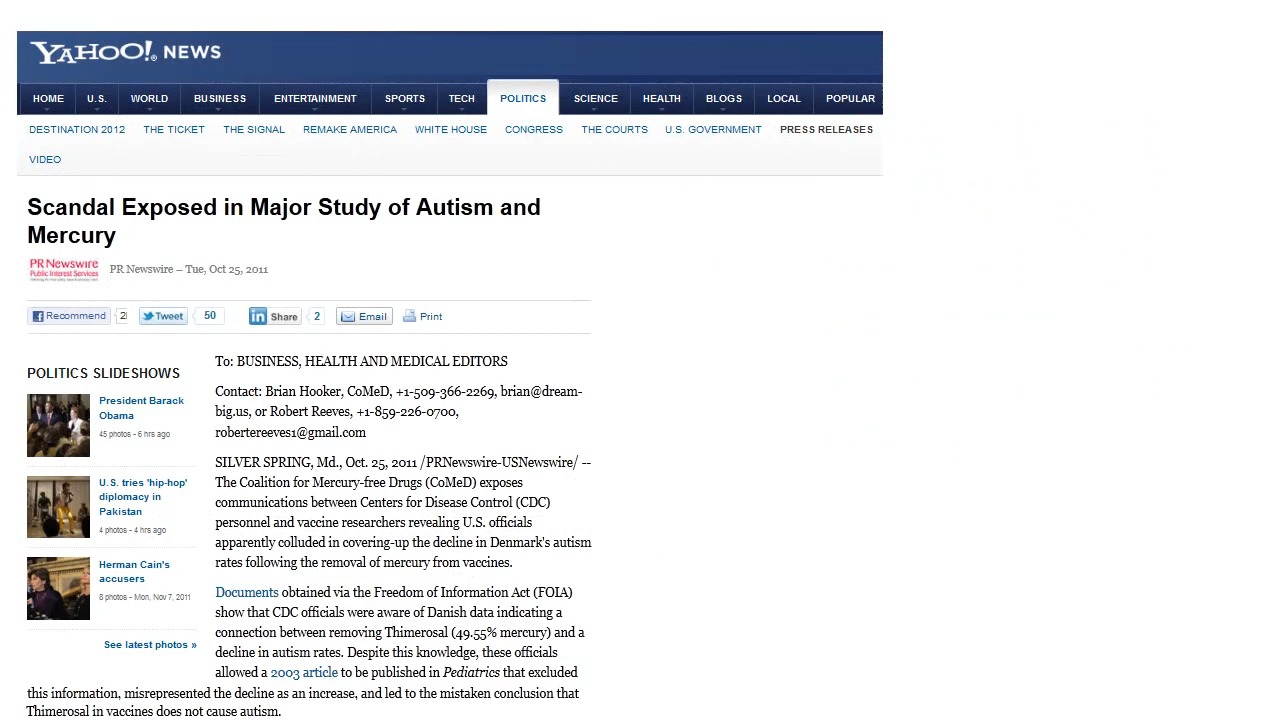 YAHOO! NEWS
HOME U.S. WORLD BUSINESS ENTERTAINMENT SPORTS TECH POLITICS SCIENCE HEALTH BLOGS LOCAL POPULAR
DESTINATION 2012 THE TICKET THE SIGNAL REMAKE AMERICA WHITE HOUSE CONGRESS THE COURTS U.S. GOVERNMENT PRESS RELEASES
VIDEO
Scandal Exposed in Major Study of Autism and
Mercury
PR Newswire
Public Interest Services
PR Newswire – Tue, Oct 25, 2011
Recommend Tweet 50 Share 2 Email Print
POLITICS SLIDESHOWS
President Barack
Obama
45 photos - 6 hrs ago
U.S. tries 'hip-hop'
diplomacy in
Pakistan
4 photos - 4 hrs ago
Herman Cain's
accusers
8 photos - Mon, Nov 7, 2011
See latest photos »
To: BUSINESS, HEALTH AND MEDICAL EDITORS
Contact: Brian Hooker, CoMeD, +1-509-366-2269, brian@dream-
big.us, or Robert Reeves, +1-859-226-0700,
robertereeves1@gmail.com
SILVER SPRING, Md., Oct. 25, 2011 /PRNewswire-USNewswire/ --
The Coalition for Mercury-free Drugs (CoMeD) exposes
communications between Centers for Disease Control (CDC)
personnel and vaccine researchers revealing U.S. officials
apparently colluded in covering-up the decline in Denmark's autism
rates following the removal of mercury from vaccines.
Documents obtained via the Freedom of Information Act (FOIA)
show that CDC officials were aware of Danish data indicating a
connection between removing Thimerosal (49.55% mercury) and a
decline in autism rates. Despite this knowledge, these officials
allowed a 2003 article to be published in Pediatrics that excluded
this information, misrepresented the decline as an increase, and led to the mistaken conclusion that
Thimerosal in vaccines does not cause autism.